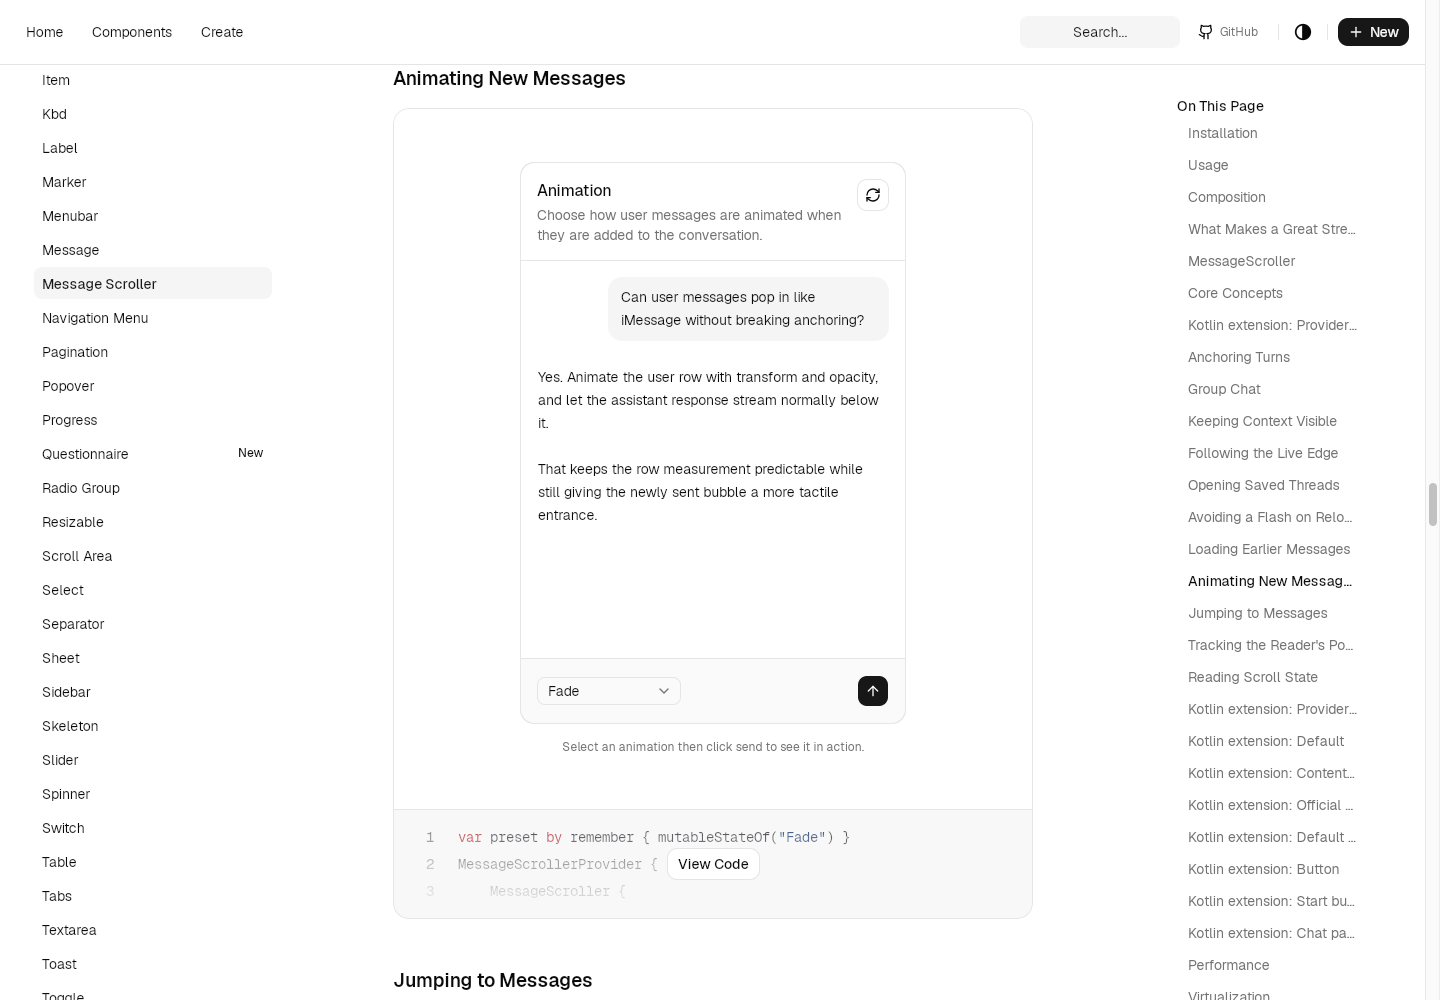 Home
Components
Create
Search...
GitHub
New
Item
Kbd
Label
Marker
Menubar
Message
Message Scroller
Navigation Menu
Pagination
Popover
Progress
Questionnaire New
Radio Group
Resizable
Scroll Area
Select
Separator
Sheet
Sidebar
Skeleton
Slider
Spinner
Switch
Table
Tabs
Textarea
Toast
Toggle
Animating New Messages
Animation
Choose how user messages are animated when
they are added to the conversation.
Can user messages pop in like
iMessage without breaking anchoring?
Yes. Animate the user row with transform and opacity,
and let the assistant response stream normally below
it.
That keeps the row measurement predictable while
still giving the newly sent bubble a more tactile
entrance.
Fade
Select an animation then click send to see it in action.
1 var preset by remember { mutableStateOf("Fade") }
2 MessageScrollerProvider {
View Code
3 MessageScroller {
Jumping to Messages
On This Page
Installation
Usage
Composition
What Makes a Great Stre...
MessageScroller
Core Concepts
Kotlin extension: Provider...
Anchoring Turns
Group Chat
Keeping Context Visible
Following the Live Edge
Opening Saved Threads
Avoiding a Flash on Relo...
Loading Earlier Messages
Animating New Messag...
Jumping to Messages
Tracking the Reader's Po...
Reading Scroll State
Kotlin extension: Provider...
Kotlin extension: Default
Kotlin extension: Content...
Kotlin extension: Official ...
Kotlin extension: Default ...
Kotlin extension: Button
Kotlin extension: Start bu...
Kotlin extension: Chat pa...
Performance
Virtualization